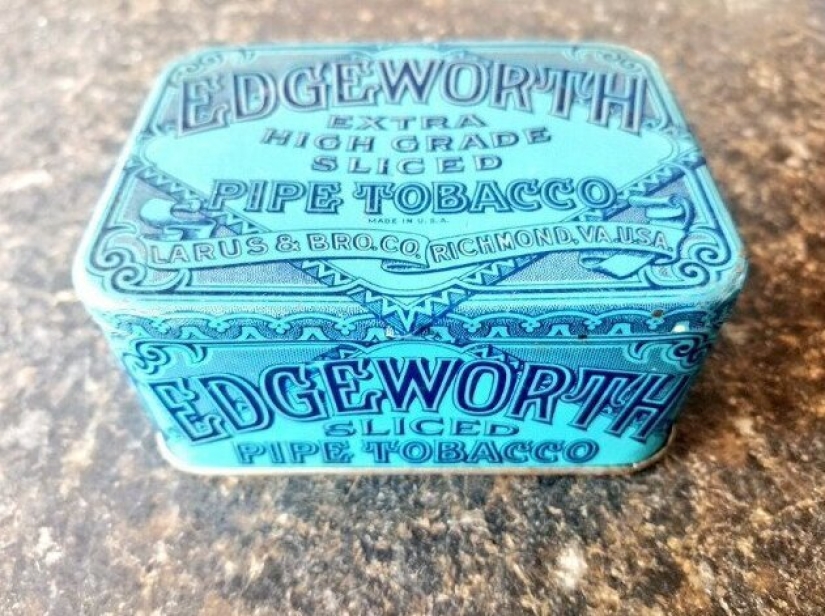 EDGEWORTH
EXTRA
HIGH GRADE
SLICED
PIPE TOBACCO
MADE IN U.S.A.
LARUS & BRO. CO. RICHMOND, VA. U.S.A.
EDGEWORTH
SLICED
PIPE TOBACCO